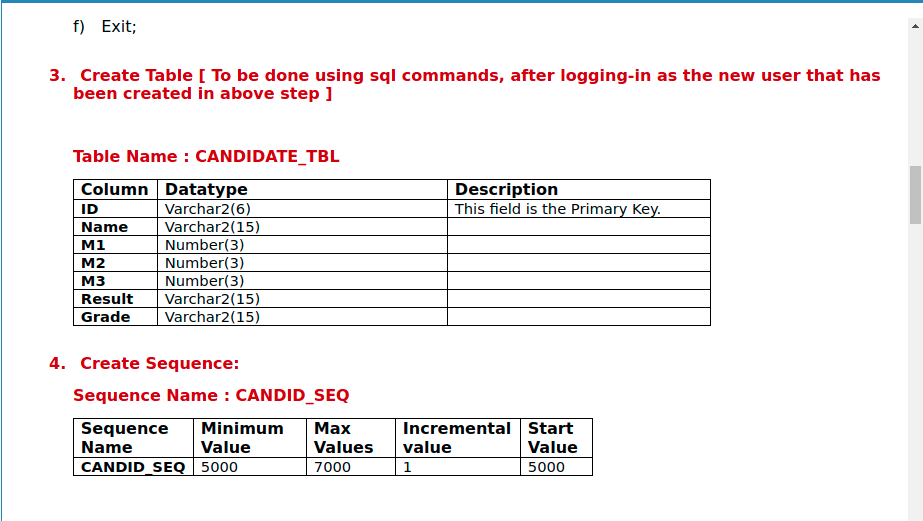 f) Exit;
3. Create Table [ To be done using sql commands, after logging-in as the new user that has
been created in above step ]
Table Name : CANDIDATE_TBL
Column Datatype Description
ID Varchar2(6) This field is the Primary Key.
Name Varchar2(15)
M1 Number(3)
M2 Number(3)
M3 Number(3)
Result Varchar2(15)
Grade Varchar2(15)
4. Create Sequence:
Sequence Name : CANDID_SEQ
Sequence Minimum Max Incremental Start
Name Value Values value Value
CANDID_SEQ 5000 7000 1 5000